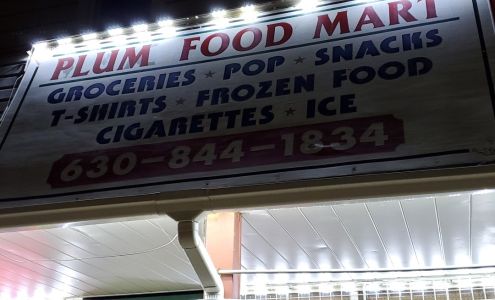 PLUM FOOD MART
GROCERIES ★ POP ★ SNACKS
T-SHIRTS ★ FROZEN FOOD
CIGARETTES ★ ICE
630-844-1834